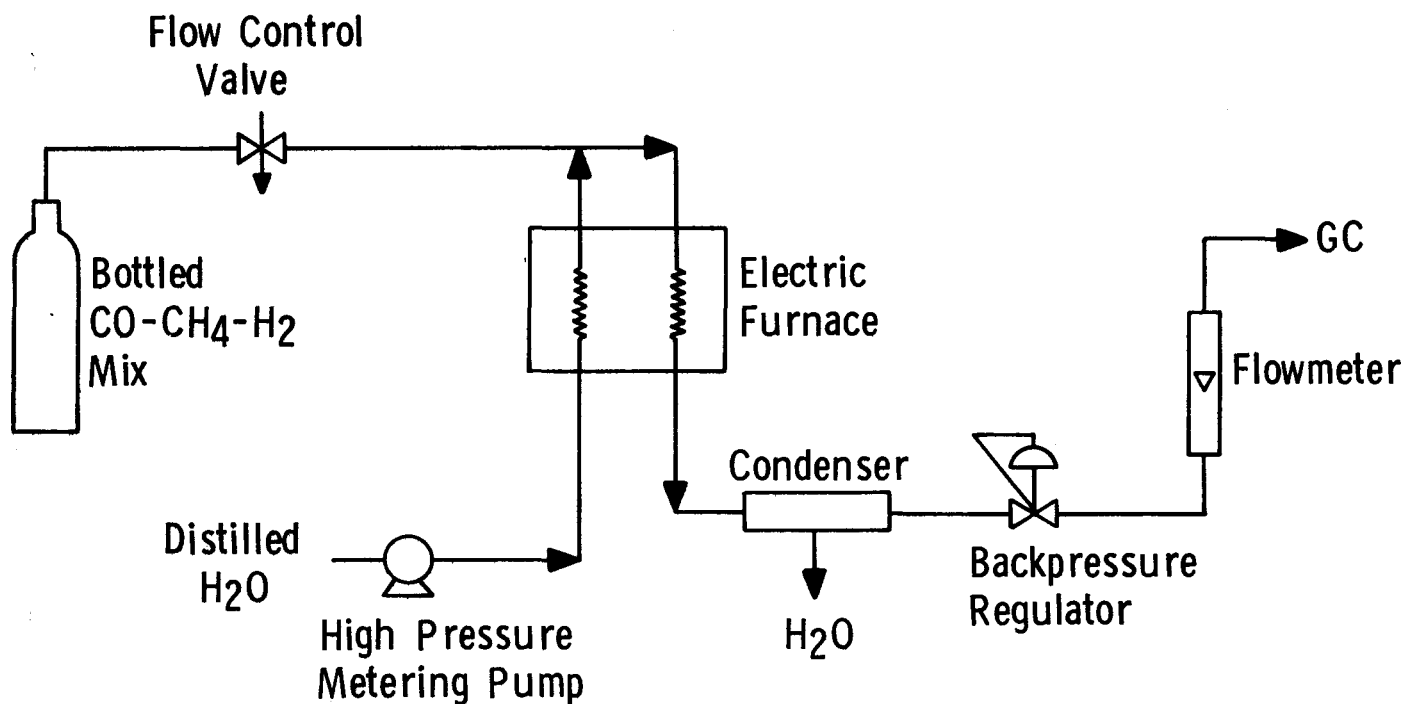 Flow Control
Valve
Bottled
CO-CH4-H2
Mix
Electric
Furnace
GC
Flowmeter
Condenser
Distilled
H2O
High Pressure
Metering Pump
H2O
Backpressure
Regulator